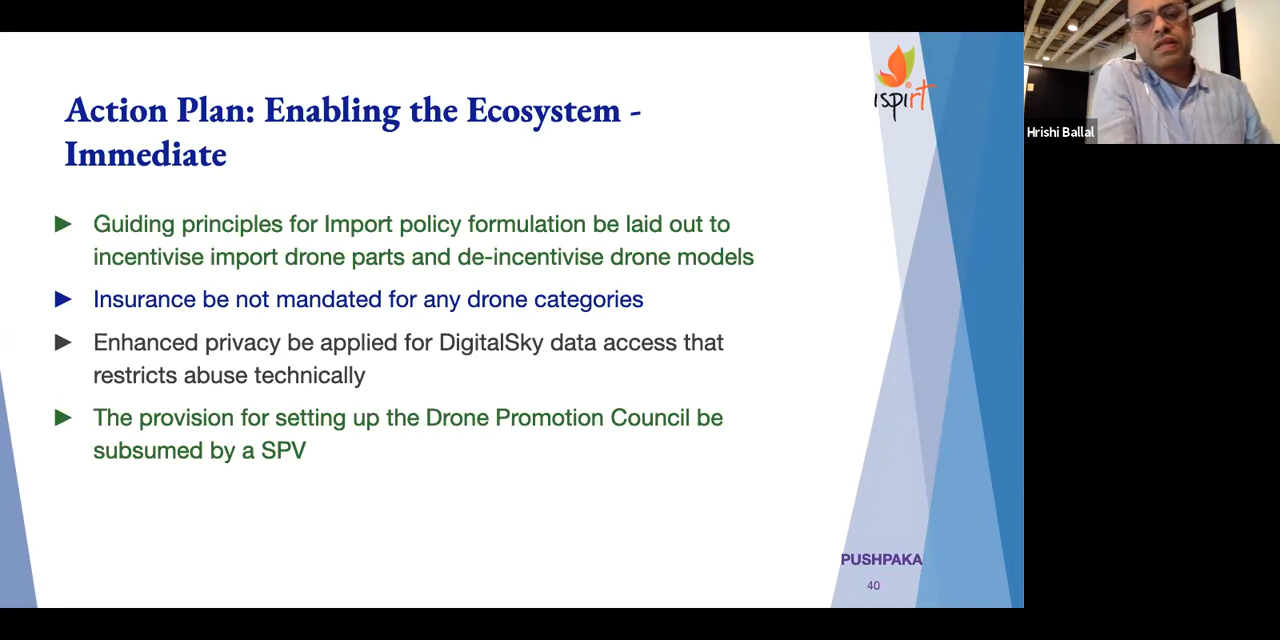 ispirt
Hrishi Ballal
Action Plan: Enabling the Ecosystem -
Immediate
Guiding principles for Import policy formulation be laid out to
incentivise import drone parts and de-incentivise drone models
Insurance be not mandated for any drone categories
Enhanced privacy be applied for DigitalSky data access that
restricts abuse technically
The provision for setting up the Drone Promotion Council be
subsumed by a SPV
PUSHPAKA
40